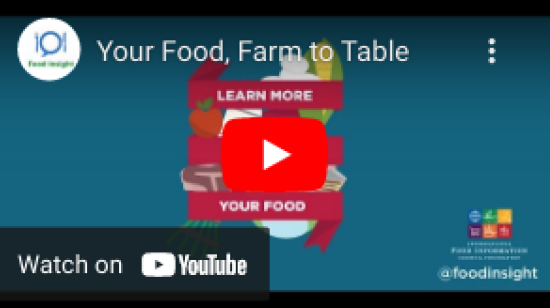 Food Insight
Your Food, Farm to Table
LEARN MORE
YOUR FOOD
INTERNATIONAL
FOOD INFORMATION
COUNCIL FOUNDATION
@foodinsight
Watch on YouTube